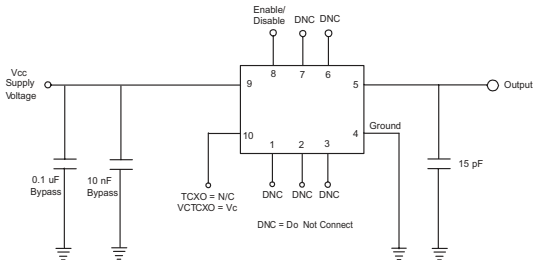 Enable/
Disable
DNC DNC
8 7 6
Vcc
Supply
Voltage
9
5
Output
10
4
Ground
1 2 3
0.1 uF
Bypass
10 nF
Bypass
15 pF
TCXO = N/C
VCTCXO = Vc
DNC DNC DNC
DNC = Do Not Connect